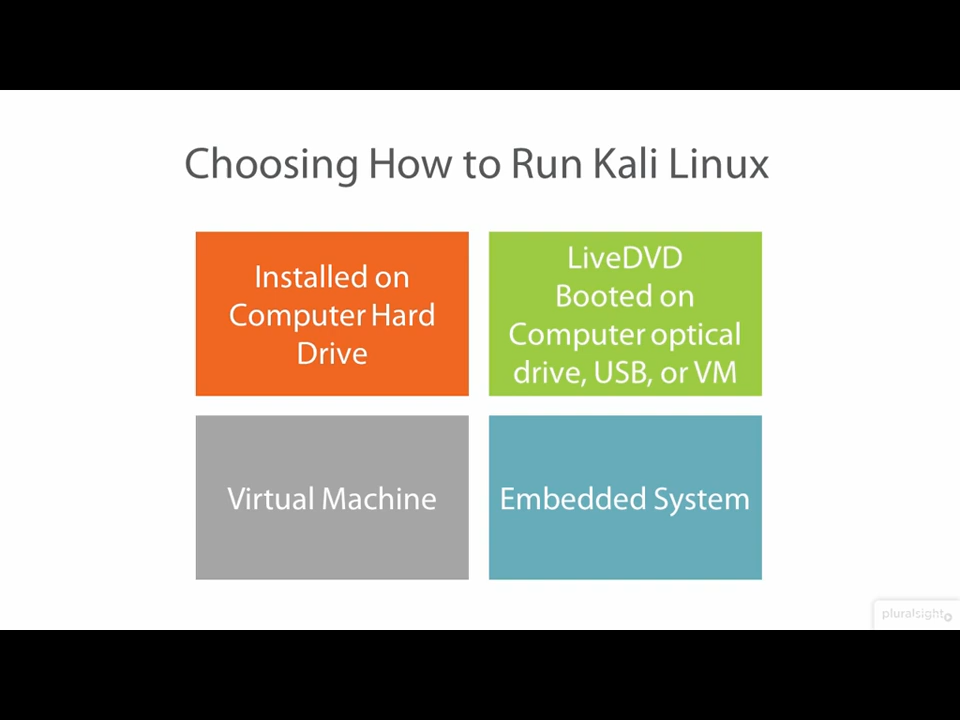 Choosing How to Run Kali Linux
Installed on
Computer Hard
Drive
LiveDVD
Booted on
Computer optical
drive, USB, or VM
Virtual Machine
Embedded System
pluralsight